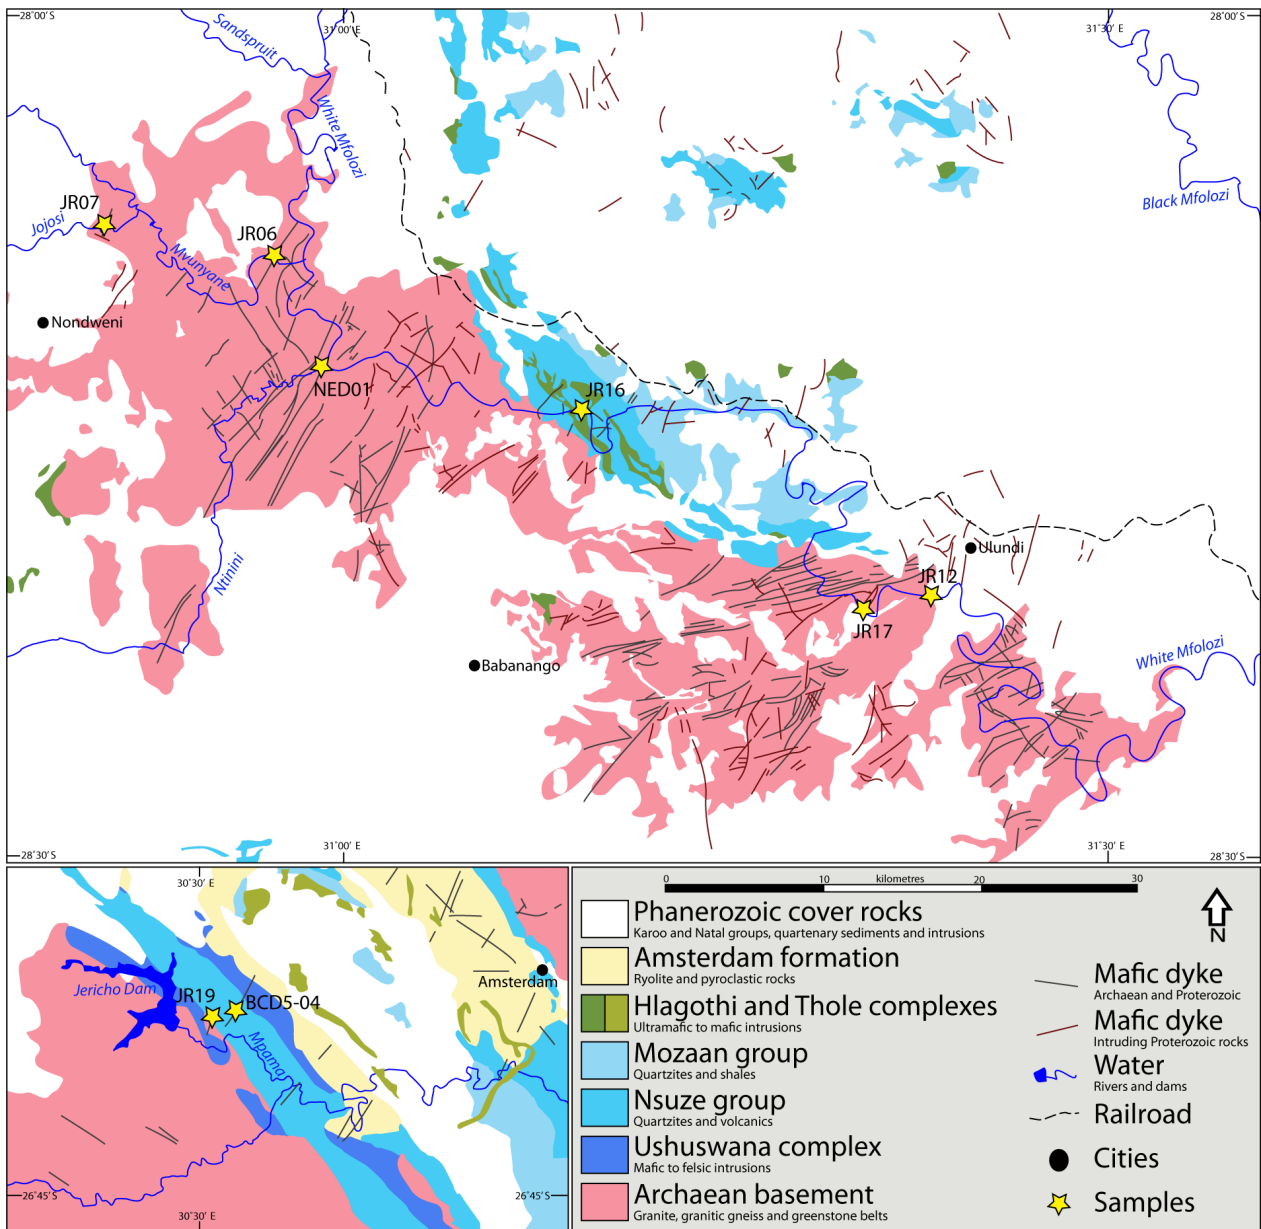 28°00'S
31°00' E
31°30' E
28°00'S
Sandspruit
White Mfolozi
Black Mfolozi
JR07
Jojosi
JR06
Mvunyane
Nondweni
NED01
JR16
Ntinini
Ulundi
JR12
JR17
Babanango
White Mfolozi
28°30'S
31°00' E
31°30' E
28°30'S
30°30' E
Amsterdam
Jericho Dam
JR19
BCD5-04
Mpama
26°45'S
26°45'S
30°30' E
0 10 kilometres 20 30
N
Phanerozoic cover rocks
Karoo and Natal groups, quartenary sediments and intrusions
Amsterdam formation
Ryolite and pyroclastic rocks
Hlagothi and Thole complexes
Ultramafic to mafic intrusions
Mozaan group
Quartzites and shales
Nsuze group
Quartzites and volcanics
Ushuswana complex
Mafic to felsic intrusions
Archaean basement
Granite, granitic gneiss and greenstone belts
Mafic dyke
Archaean and Proterozoic
Mafic dyke
Intruding Proterozoic rocks
Water
Rivers and dams
Railroad
Cities
Samples